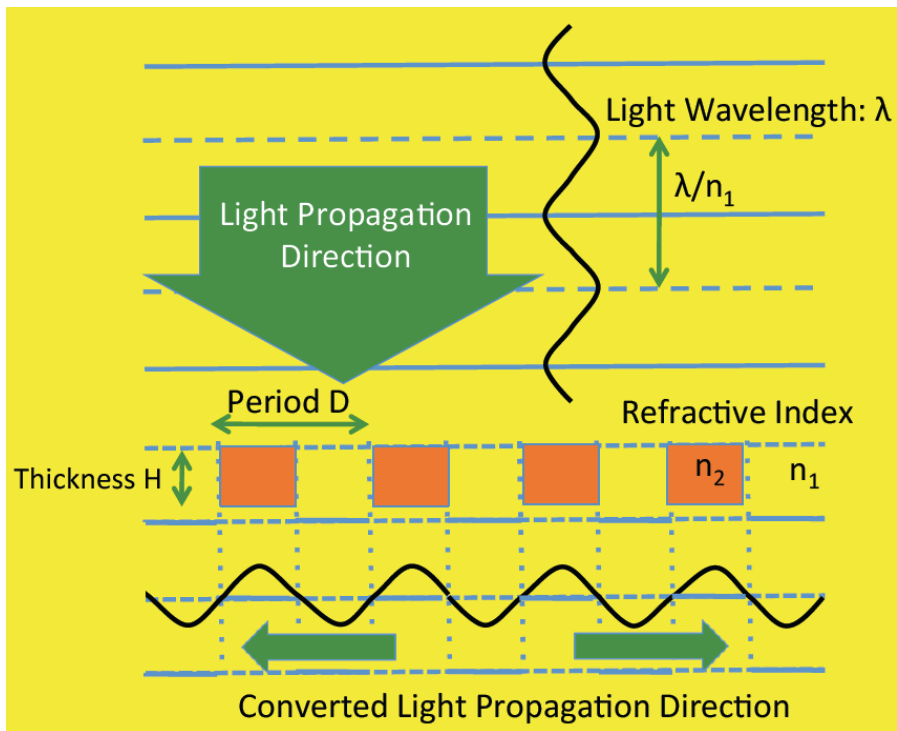 Light Wavelength: λ
λ/n₁
Light Propagation
Direction
Period D
Refractive Index
Thickness H
n₂
n₁
Converted Light Propagation Direction